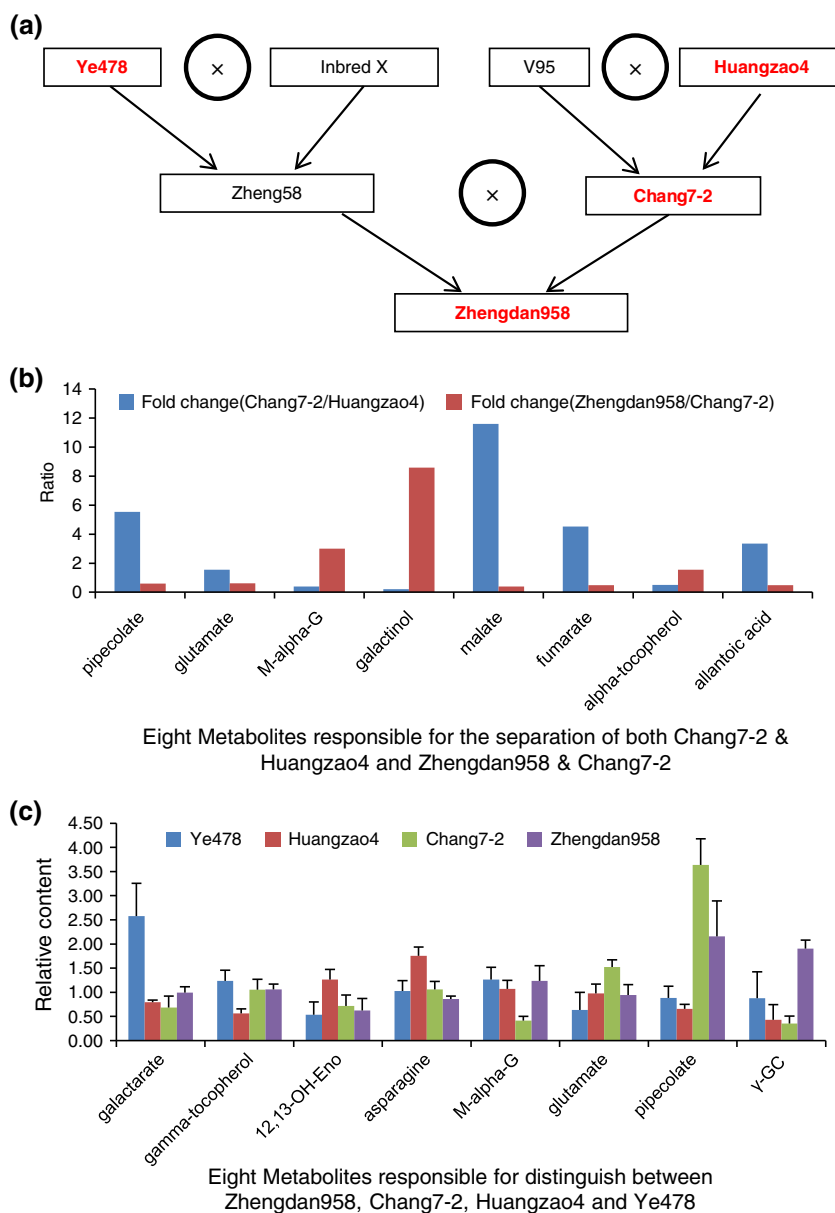 (a)
Ye478
×
Inbred X
V95
×
Huangzao4
Zheng58
×
Chang7-2
Zhengdan958
(b)
14
12
10
8
6
4
2
0
Ratio
Fold change(Chang7-2/Huangzao4)
Fold change(Zhengdan958/Chang7-2)
pipecolate
glutamate
M-alpha-G
galactinol
malate
fumarate
alpha-tocopherol
allantoic acid
Eight Metabolites responsible for the separation of both Chang7-2 &
Huangzao4 and Zhengdan958 & Chang7-2
(c)
4.50
4.00
3.50
3.00
2.50
2.00
1.50
1.00
0.50
0.00
Relative content
Ye478
Huangzao4
Chang7-2
Zhengdan958
galactarate
gamma-tocopherol
12,13-OH-Eno
asparagine
M-alpha-G
glutamate
pipecolate
γ-GC
Eight Metabolites responsible for distinguish between
Zhengdan958, Chang7-2, Huangzao4 and Ye478